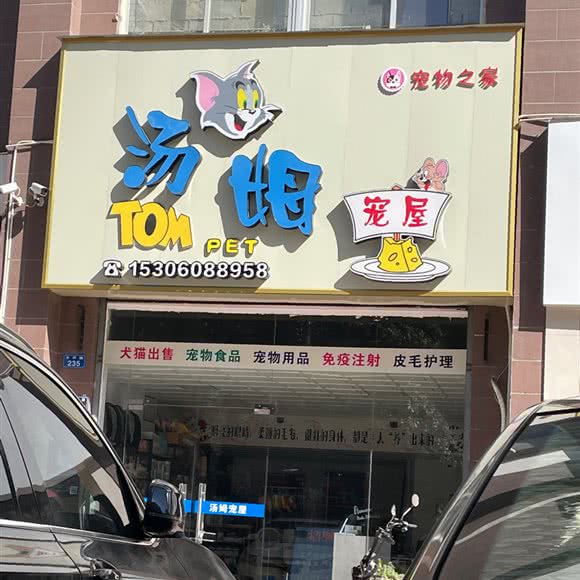 宠物之家
汤姆
宠屋
TOM PET
15306088958
犬猫出售 宠物食品 宠物用品 免疫注射 皮毛护理
235
汤姆宠屋